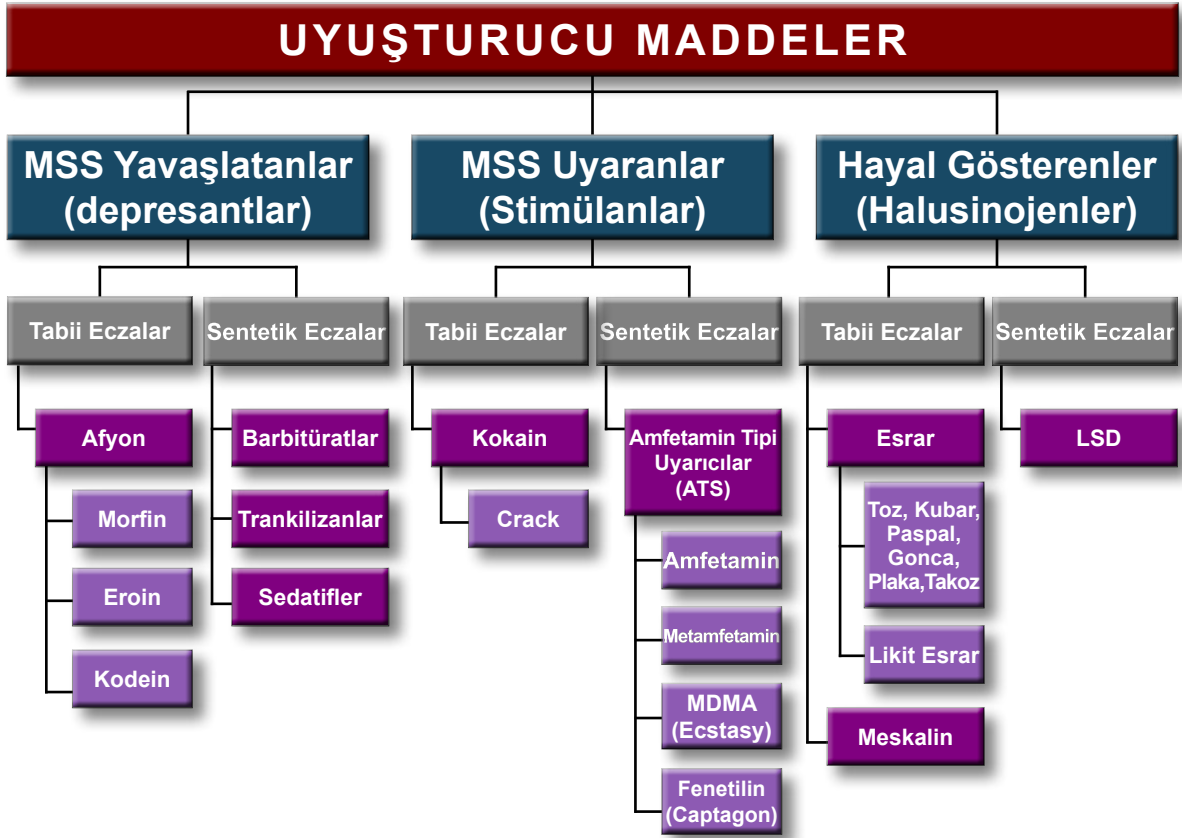 UYUŞTURUCU MADDELER
MSS Yavaşlatanlar
(depresantlar)
MSS Uyaranlar
(Stimülanlar)
Hayal Gösterenler
(Halusinojenler)
Tabii Eczalar
Sentetik Eczalar
Tabii Eczalar
Sentetik Eczalar
Tabii Eczalar
Sentetik Eczalar
Afyon
Morfin
Eroin
Kodein
Barbitüratlar
Trankilizanlar
Sedatifler
Kokain
Crack
Amfetamin Tipi
Uyarıcılar
(ATS)
Amfetamin
Metamfetamin
MDMA
(Ecstasy)
Fenetilin
(Captagon)
Esrar
Toz, Kubar,
Paspal,
Gonca,
Plaka,Takoz
Likit Esrar
Meskalin
LSD